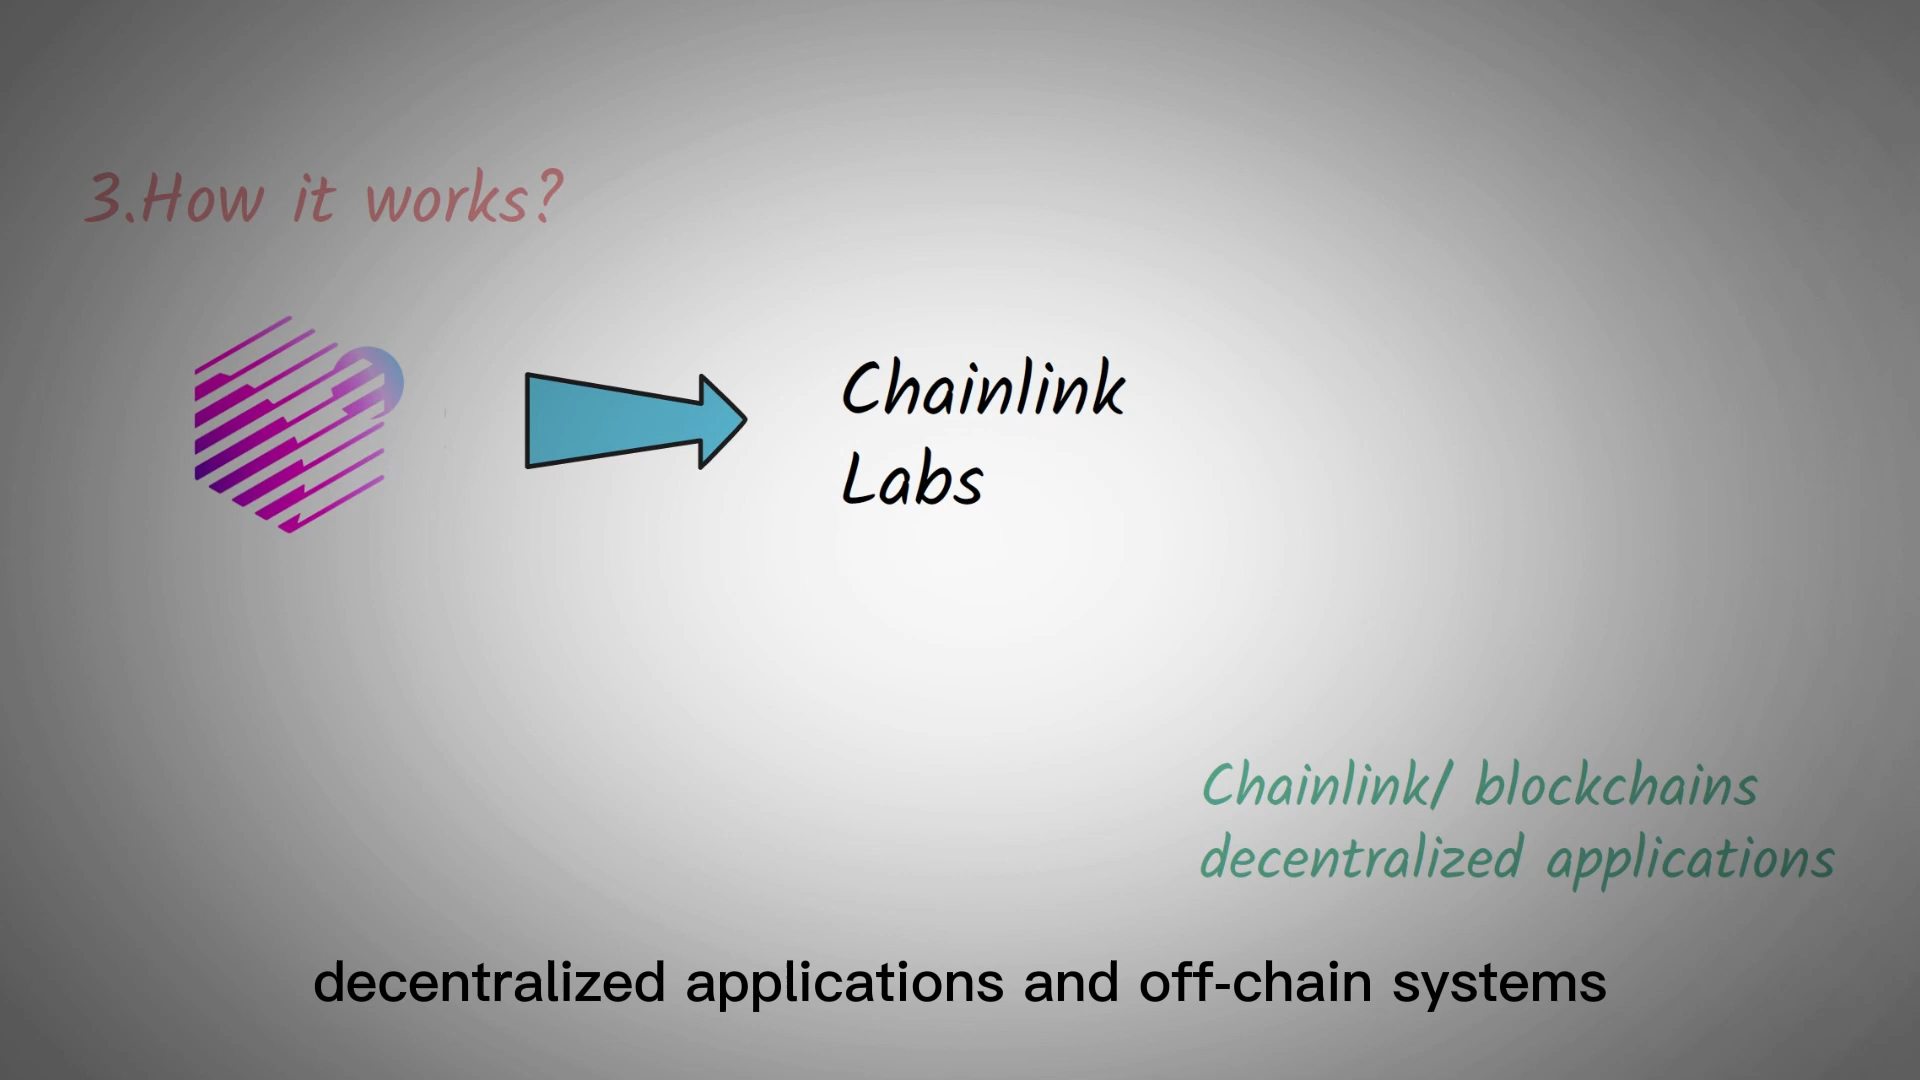 3.How it works?
Chainlink
Labs
Chainlink/ blockchains
decentralized applications
decentralized applications and off-chain systems